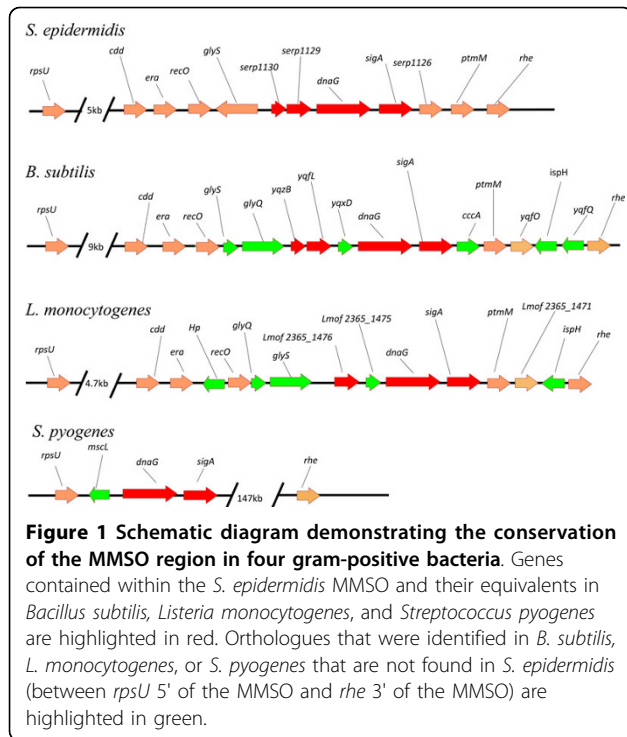 S. epidermidis
rpsU
5kb
cdd
era
recO
glyS
serp1130
serp1129
dnaG
sigA
serp1126
ptmM
rhe
B. subtilis
rpsU
9kb
cdd
era
recO
glyS
glyQ
yqzB
yqfL
yqxD
dnaG
sigA
cccA
ptmM
yqfO
ispH
yqfQ
rhe
L. monocytogenes
rpsU
4.7kb
cdd
era
Hp
recO
glyQ
glyS
Lmof 2365_1476
Lmof 2365_1475
dnaG
sigA
ptmM
Lmof 2365_1471
ispH
rhe
S. pyogenes
rpsU
mscL
dnaG
sigA
147kb
rhe
Figure 1 Schematic diagram demonstrating the conservation
of the MMSO region in four gram-positive bacteria. Genes
contained within the S. epidermidis MMSO and their equivalents in
Bacillus subtilis, Listeria monocytogenes, and Streptococcus pyogenes
are highlighted in red. Orthologues that were identified in B. subtilis,
L. monocytogenes, or S. pyogenes that are not found in S. epidermidis
(between rpsU 5' of the MMSO and rhe 3' of the MMSO) are
highlighted in green.